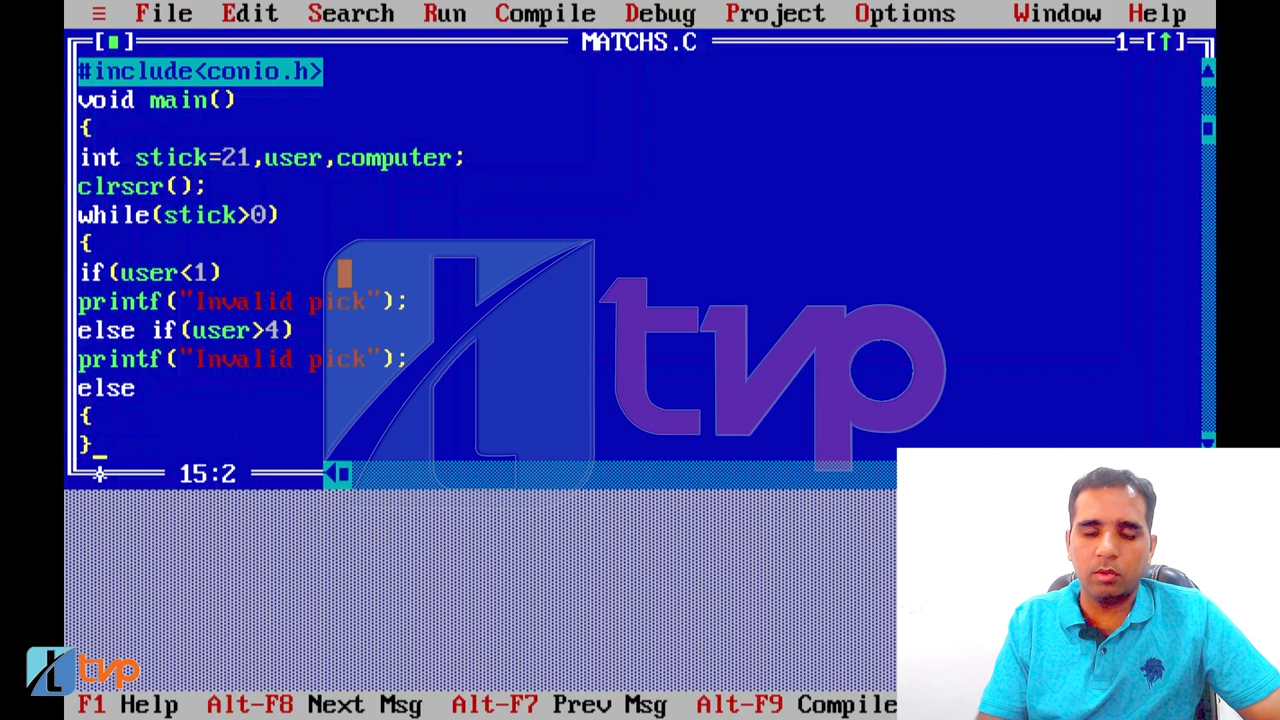 ≡ File Edit Search Run Compile Debug Project Options Window Help
[■] MATCHS.C 1=[↑]
#include<conio.h>
void main()
{
int stick=21,user,computer;
clrscr();
while(stick>0)
{
if(user<1)
printf("Invalid pick");
else if(user>4)
printf("Invalid pick");
else
{
}_
15:2
tvp
tvp
F1 Help Alt-F8 Next Msg Alt-F7 Prev Msg Alt-F9 Compile